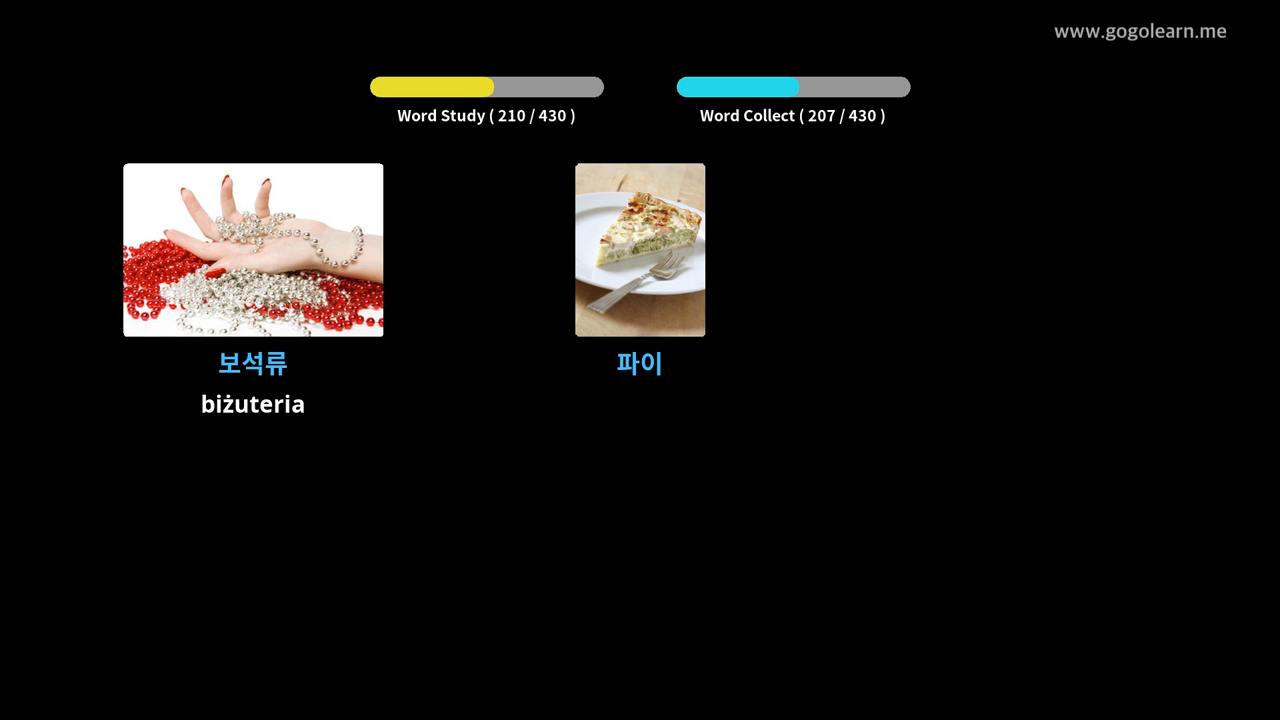 www.gogolearn.me
Word Study ( 210 / 430 )
Word Collect ( 207 / 430 )
보석류
파이
biżuteria